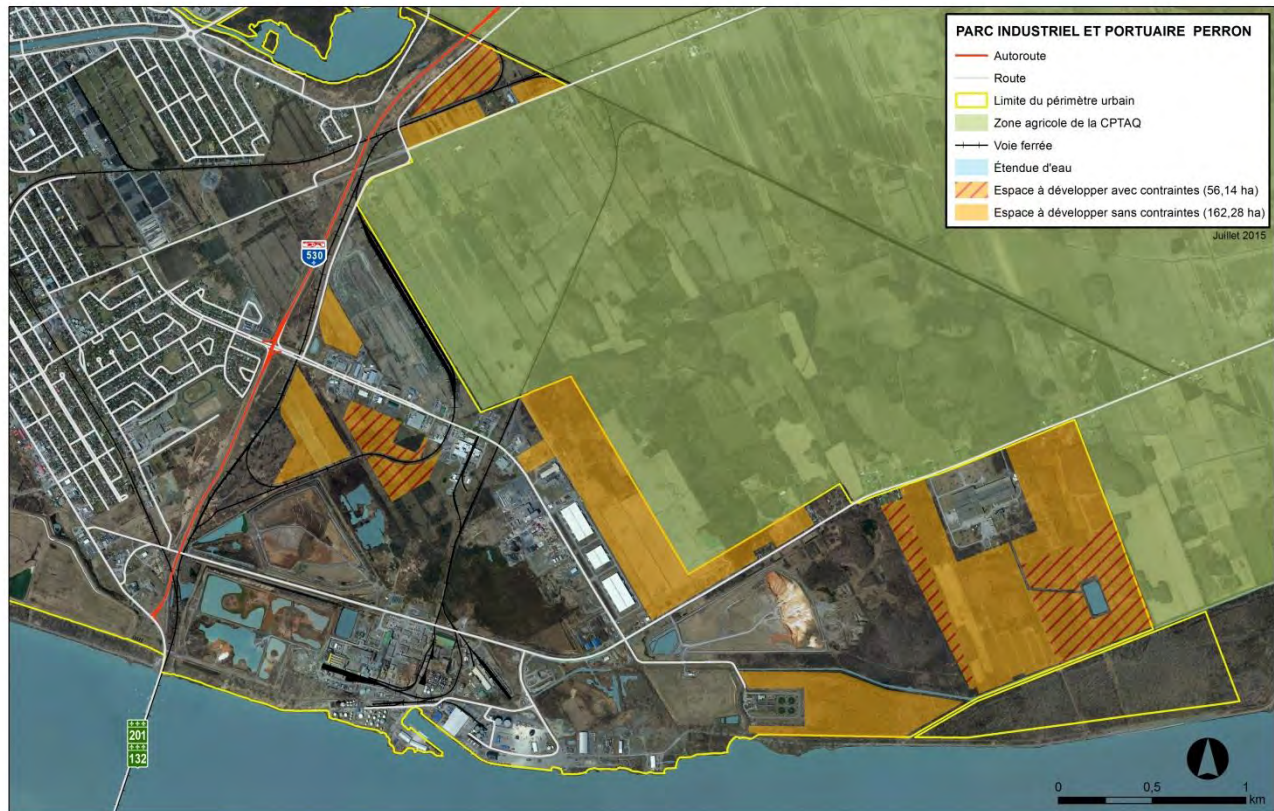 PARC INDUSTRIEL ET PORTUAIRE PERRON
Autoroute
Route
Limite du périmètre urbain
Zone agricole de la CPTAQ
Voie ferrée
Étendue d'eau
Espace à développer avec contraintes (56,14 ha)
Espace à développer sans contraintes (162,28 ha)
Juillet 2015
530
201
132
0 0,5 1
km